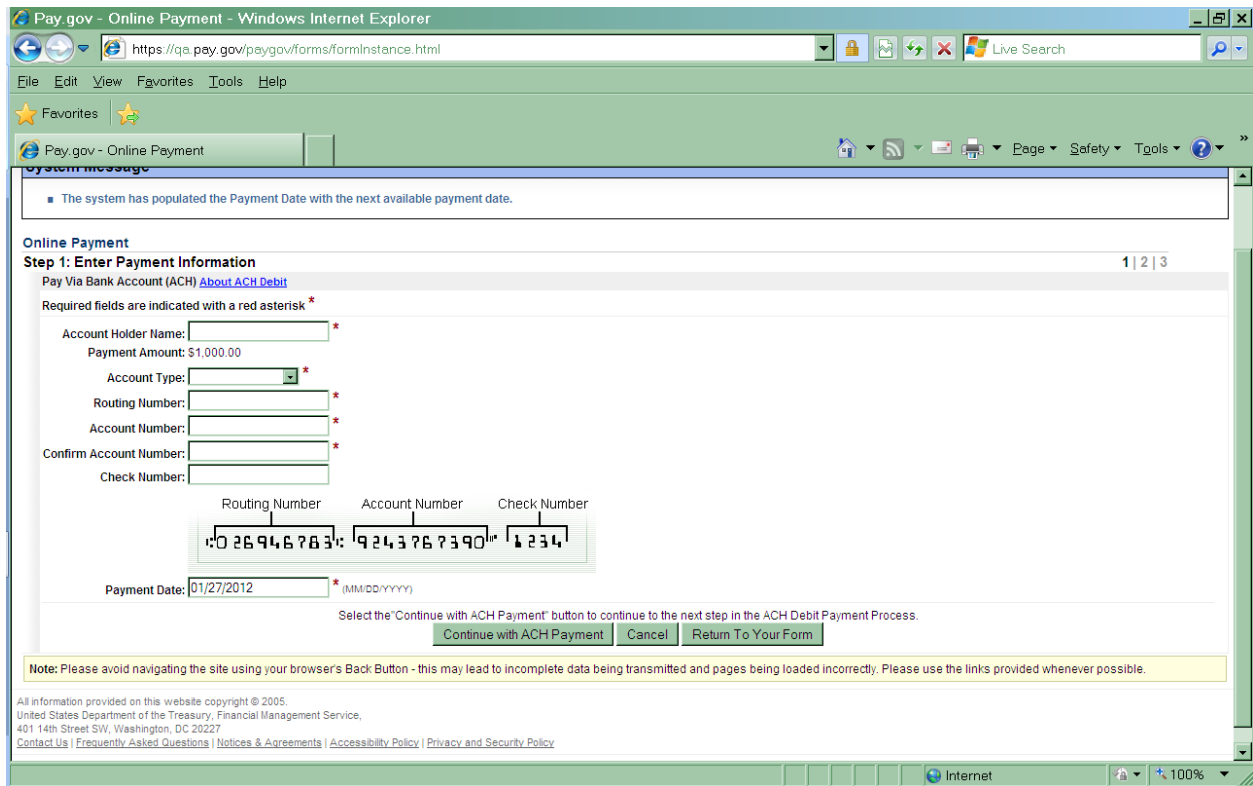 Pay.gov - Online Payment - Windows Internet Explorer
https://qa.pay.gov/paygov/forms/formInstance.html
Live Search
File Edit View Favorites Tools Help
Favorites
Pay.gov - Online Payment
Page Safety Tools
System Message
The system has populated the Payment Date with the next available payment date.
Online Payment
Step 1: Enter Payment Information 1 | 2 | 3
Pay Via Bank Account (ACH) About ACH Debit
Required fields are indicated with a red asterisk *
Account Holder Name: *
Payment Amount: $1,000.00
Account Type: *
Routing Number: *
Account Number: *
Confirm Account Number: *
Check Number:
Routing Number Account Number Check Number
⑆026946783⑆ 9243767390⑈ 1234
Payment Date: 01/27/2012 * (MM/DD/YYYY)
Select the"Continue with ACH Payment" button to continue to the next step in the ACH Debit Payment Process.
Continue with ACH Payment Cancel Return To Your Form
Note: Please avoid navigating the site using your browser's Back Button - this may lead to incomplete data being transmitted and pages being loaded incorrectly. Please use the links provided whenever possible.
All information provided on this website copyright © 2005.
United States Department of the Treasury, Financial Management Service,
401 14th Street SW, Washington, DC 20227
Contact Us | Frequently Asked Questions | Notices & Agreements | Accessibility Policy | Privacy and Security Policy
Internet 100%